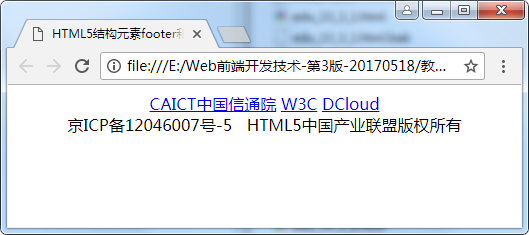 HTML5结构元素footer
file:///E:/Web前端开发技术-第3版-20170518/教...
CAICT中国信通院 W3C DCloud
京ICP备12046007号-5 HTML5中国产业联盟版权所有